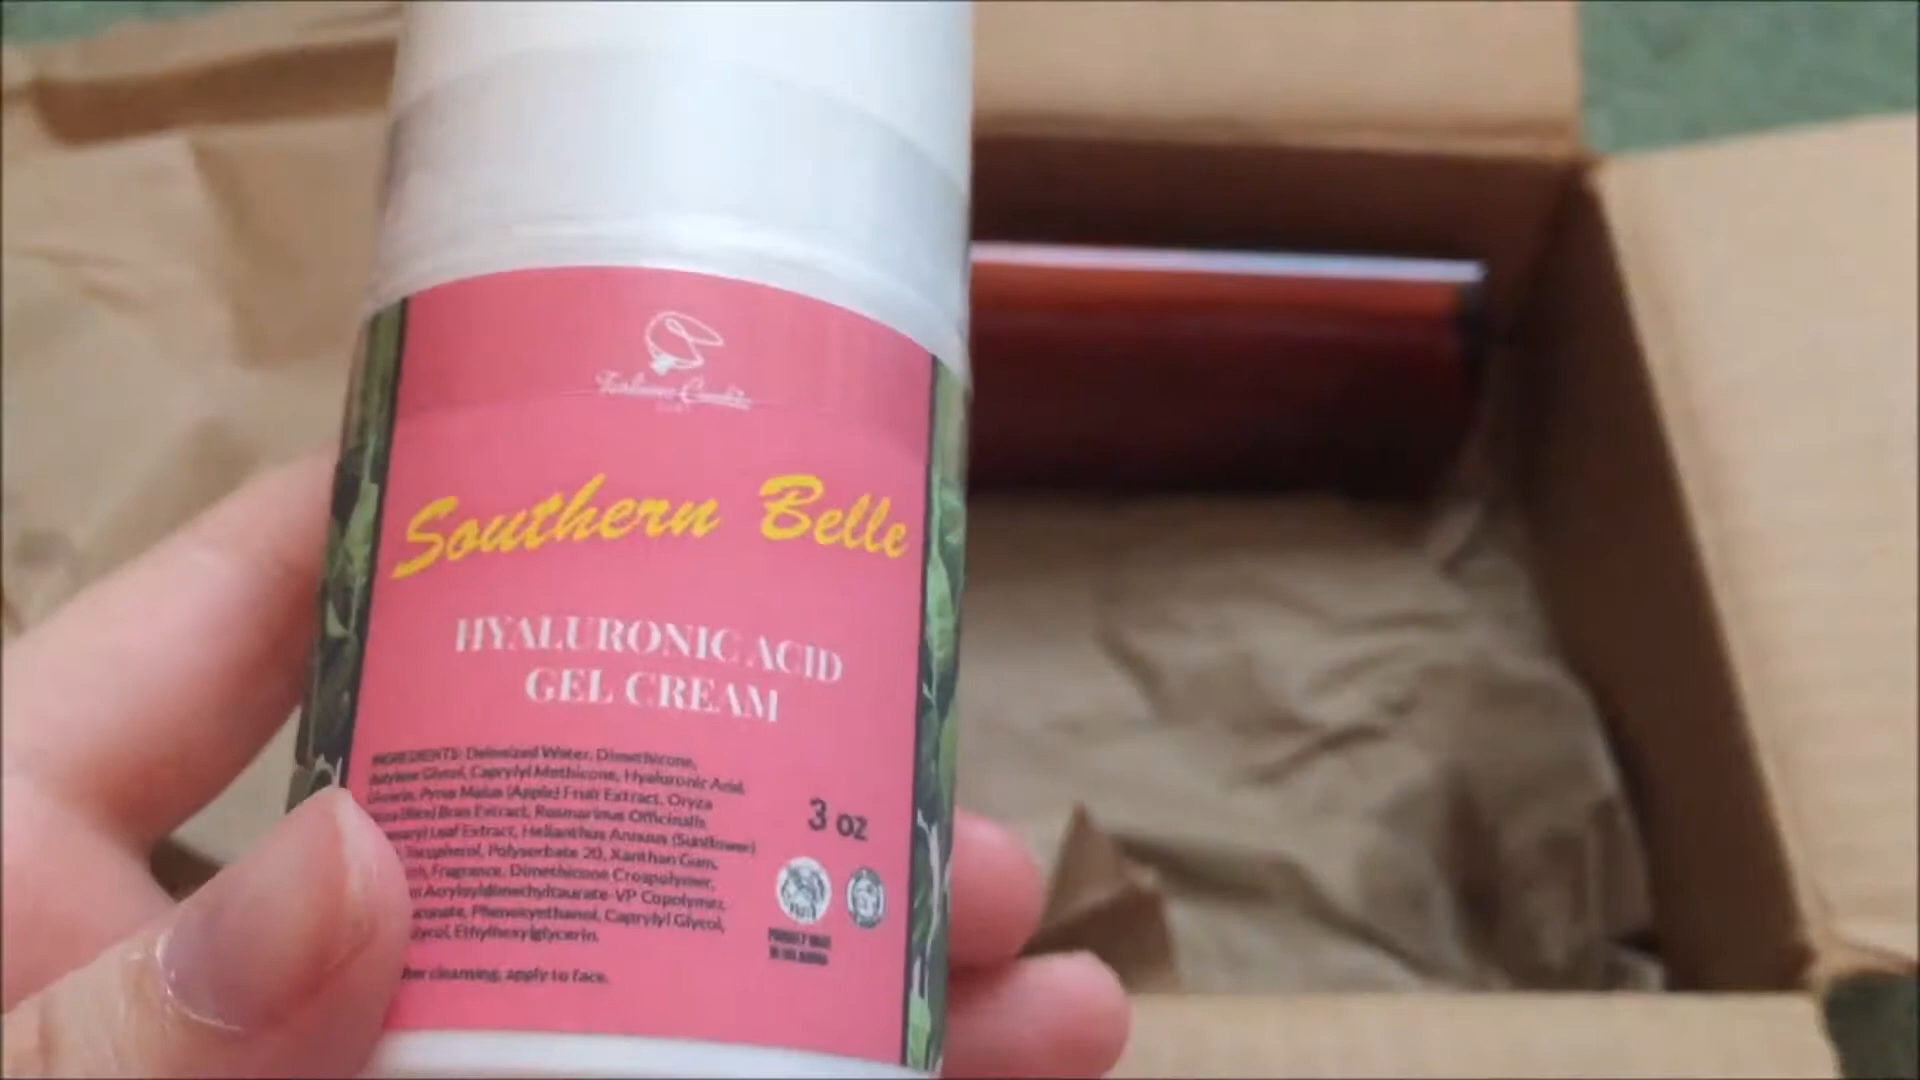 Southern Belle
HYALURONIC ACID
GEL CREAM
INGREDIENTS: Deionized Water, Dimethicone,
Butylene Glycol, Caprylyl Methicone, Hyaluronic Acid,
Pyrus Malus (Apple) Fruit Extract, Oryza
(Rice) Bran Extract, Rosmarinus Officinalis
Leaf Extract, Helianthus Annuus (Sunflower)
Tocopherol, Polysorbate 20, Xanthan Gum,
Fragrance, Dimethicone Crospolymer,
Acryloyldimethyltaurate-VP Copolymer,
Phenoxyethanol, Caprylyl Glycol,
Ethylhexylglycerin.
cleansing, apply to face.
3 oz